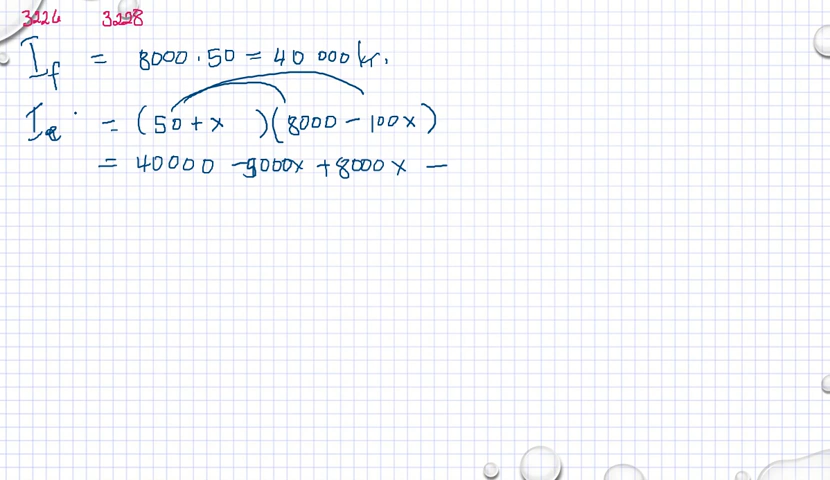 3226 3228
I_f = 8000 · 50 = 40 000 kr.
I_e = (50 + x )(8000 - 100x)
= 40000 - 5000x + 8000x -